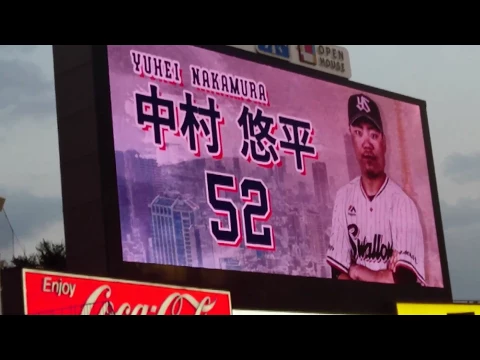 OPEN
HOUSE
YUHEI NAKAMURA
中村 悠平
52
Swallows
Enjoy
Coca-Cola